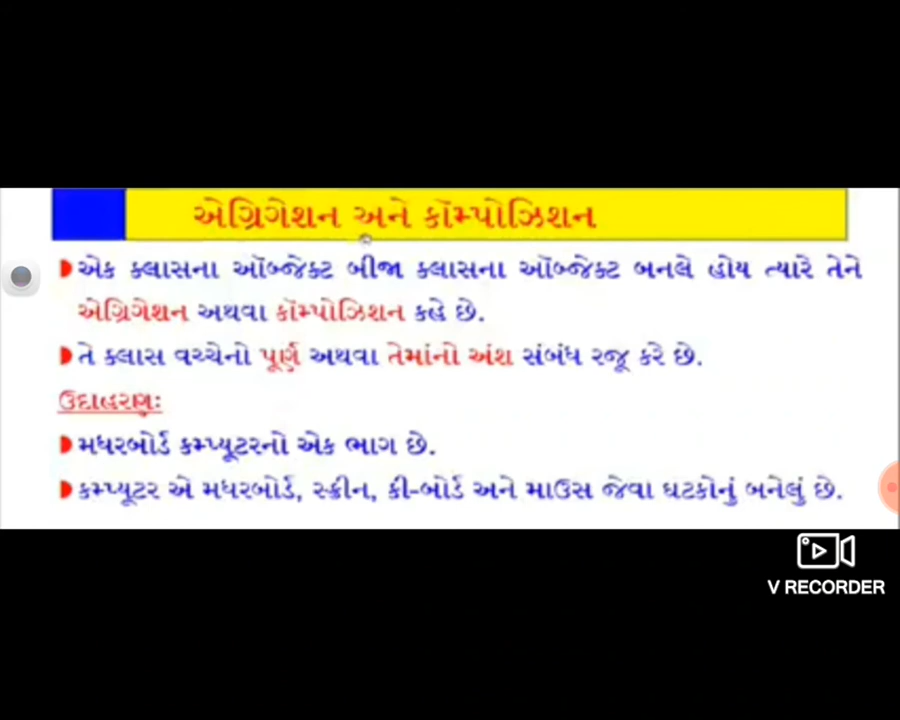 એગ્રિગેશન અને કૉમ્પોઝિશન
એક ક્લાસના ઑબ્જેક્ટ બીજા ક્લાસના ઑબ્જેક્ટ બનલે હોય ત્યારે તેને
એગ્રિગેશન અથવા કૉમ્પોઝિશન કહે છે.
તે ક્લાસ વચ્ચેનો પૂર્ણ અથવા તેમાંનો અંશ સંબંધ રજૂ કરે છે.
ઉદાહરણઃ
મધરબોર્ડ કમ્પ્યૂટરનો એક ભાગ છે.
કમ્પ્યૂટર એ મધરબોર્ડ, સ્ક્રીન, કી-બોર્ડ અને માઉસ જેવા ઘટકોનું બનેલું છે.
V RECORDER